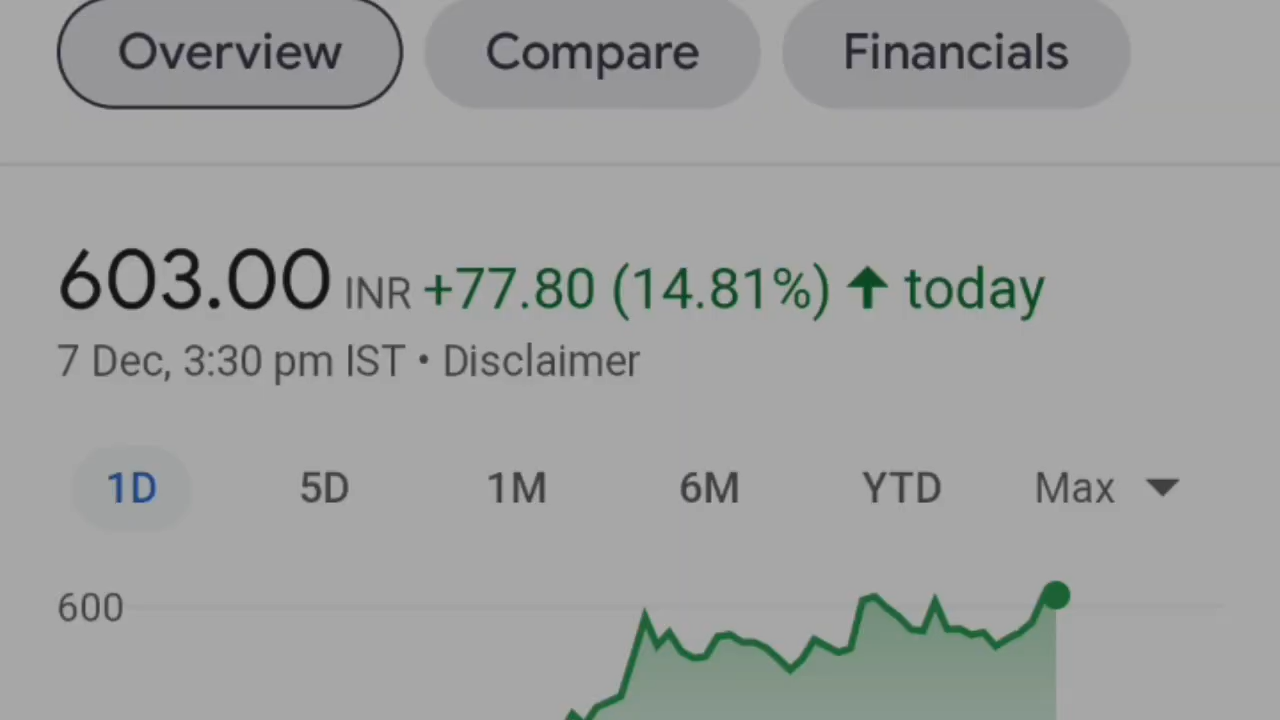 Overview Compare Financials
603.00 INR +77.80 (14.81%) ↑ today
7 Dec, 3:30 pm IST • Disclaimer
1D 5D 1M 6M YTD Max
600